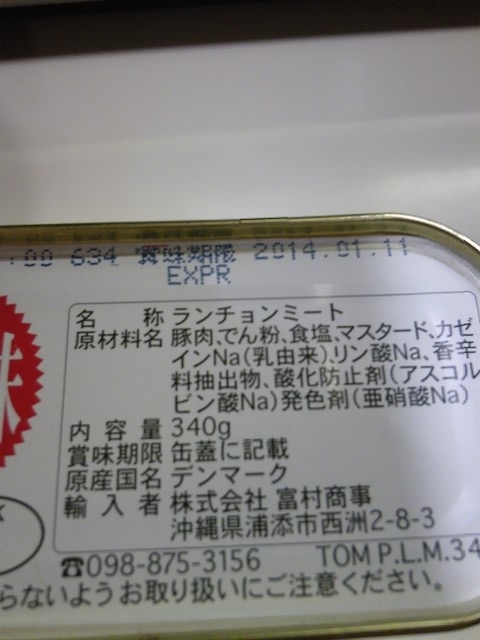 :00 634 賞味期限 2014.01.11
EXPR
名称 ランチョンミート
原材料名 豚肉、でん粉、食塩、マスタード、カゼ
インNa(乳由来)、リン酸Na、香辛
料抽出物、酸化防止剤(アスコル
ビン酸Na)発色剤(亜硝酸Na)
内容量 340g
賞味期限 缶蓋に記載
原産国名 デンマーク
輸入者 株式会社 富村商事
沖縄県浦添市西洲2-8-3
☎098-875-3156 TOM P.L.M.34
らないようお取り扱いにご注意ください。
味
K